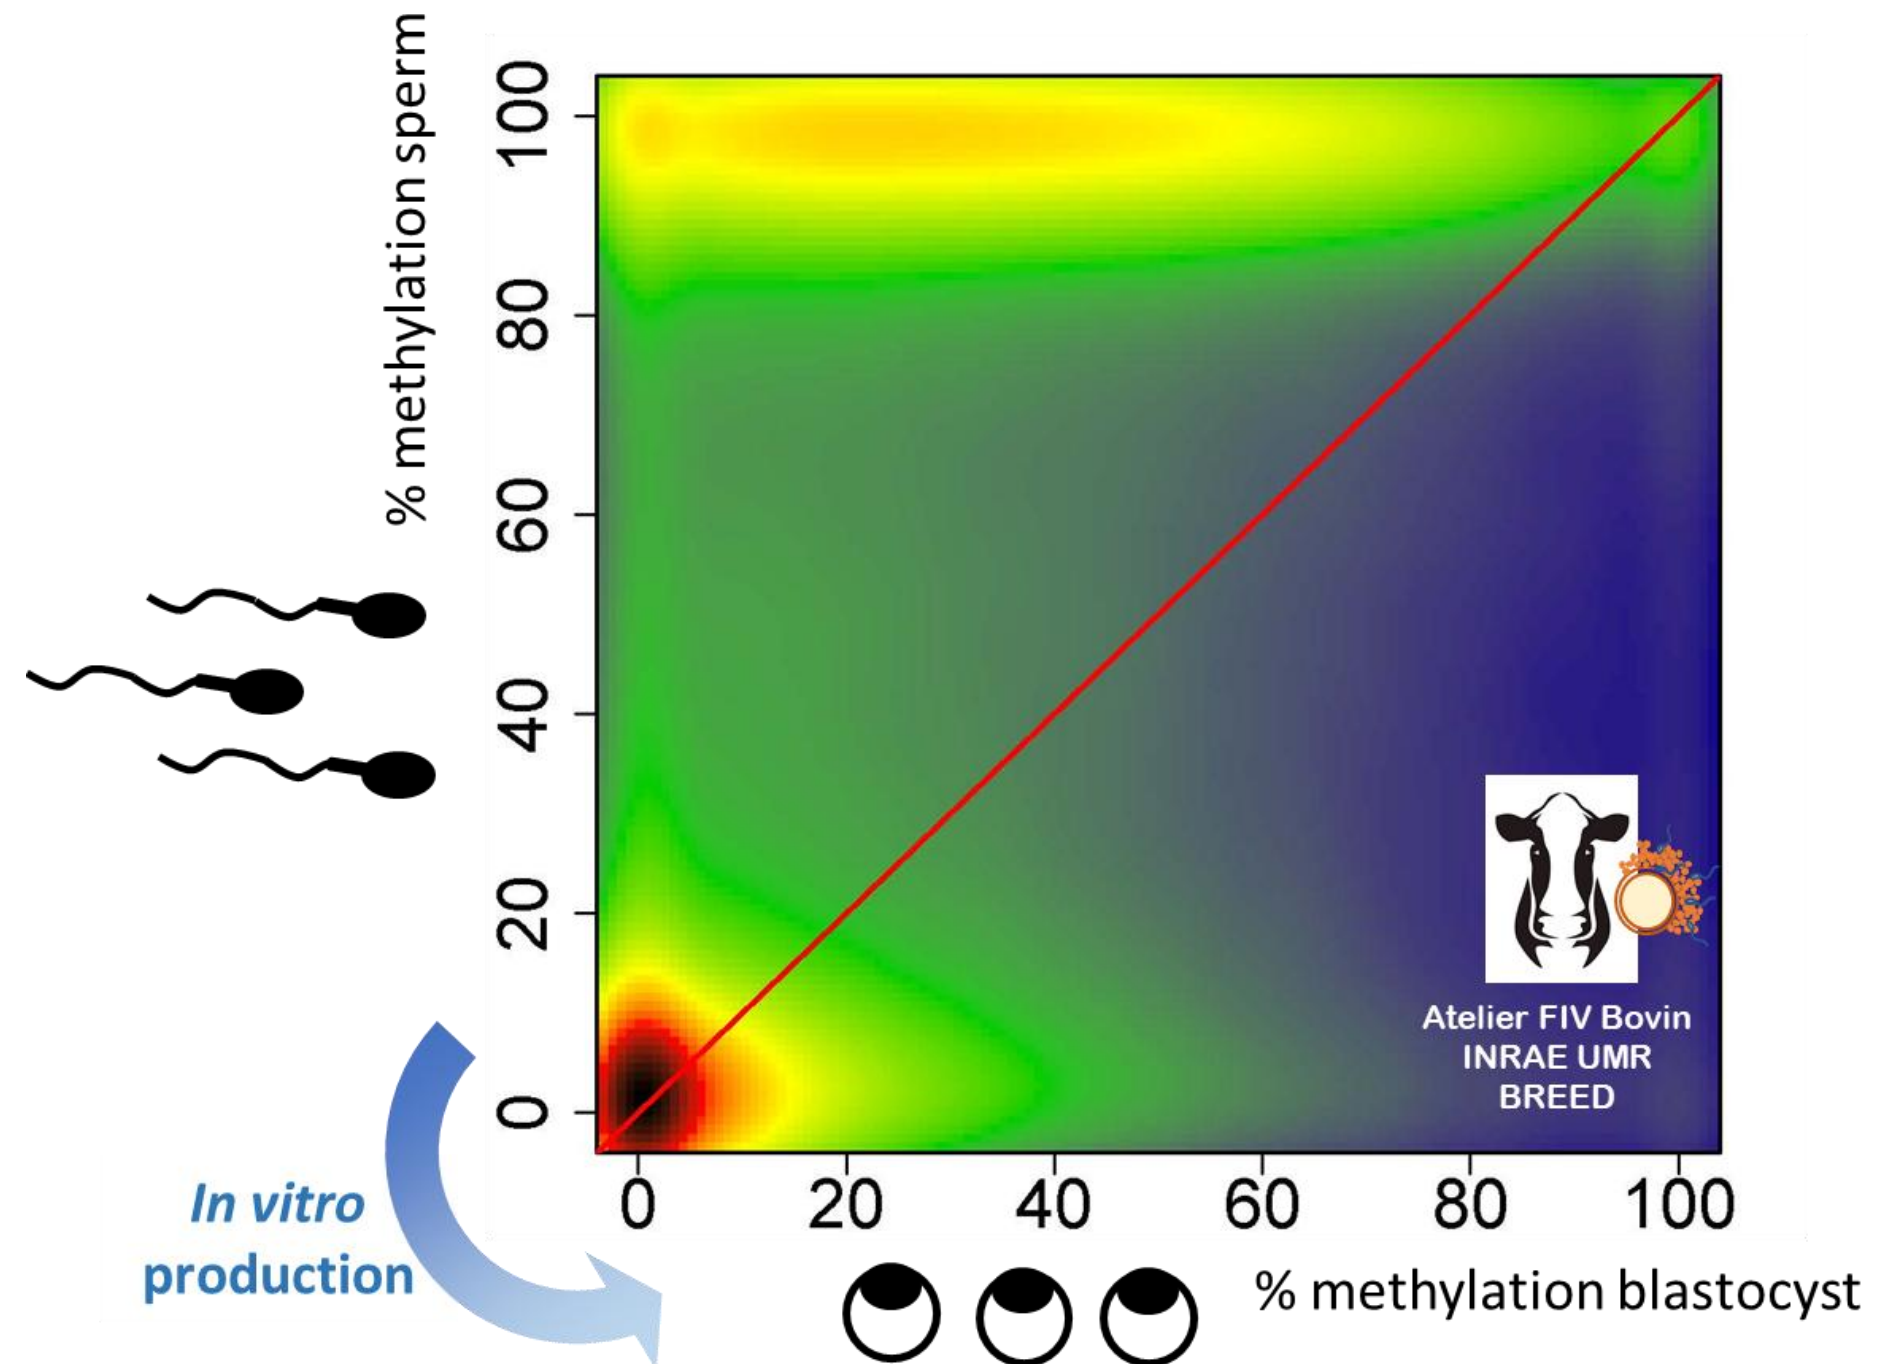 % methylation sperm
100
80
60
40
20
0
0 20 40 60 80 100
% methylation blastocyst
In vitro
production
Atelier FIV Bovin
INRAE UMR
BREED